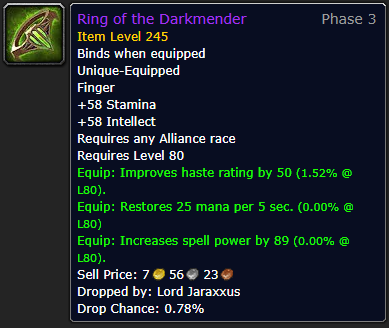 Ring of the Darkmender Phase 3
Item Level 245
Binds when equipped
Unique-Equipped
Finger
+58 Stamina
+58 Intellect
Requires any Alliance race
Requires Level 80
Equip: Improves haste rating by 50 (1.52% @
L80).
Equip: Restores 25 mana per 5 sec. (0.00% @
L80)
Equip: Increases spell power by 89 (0.00% @
L80).
Sell Price: 7 56 23
Dropped by: Lord Jaraxxus
Drop Chance: 0.78%